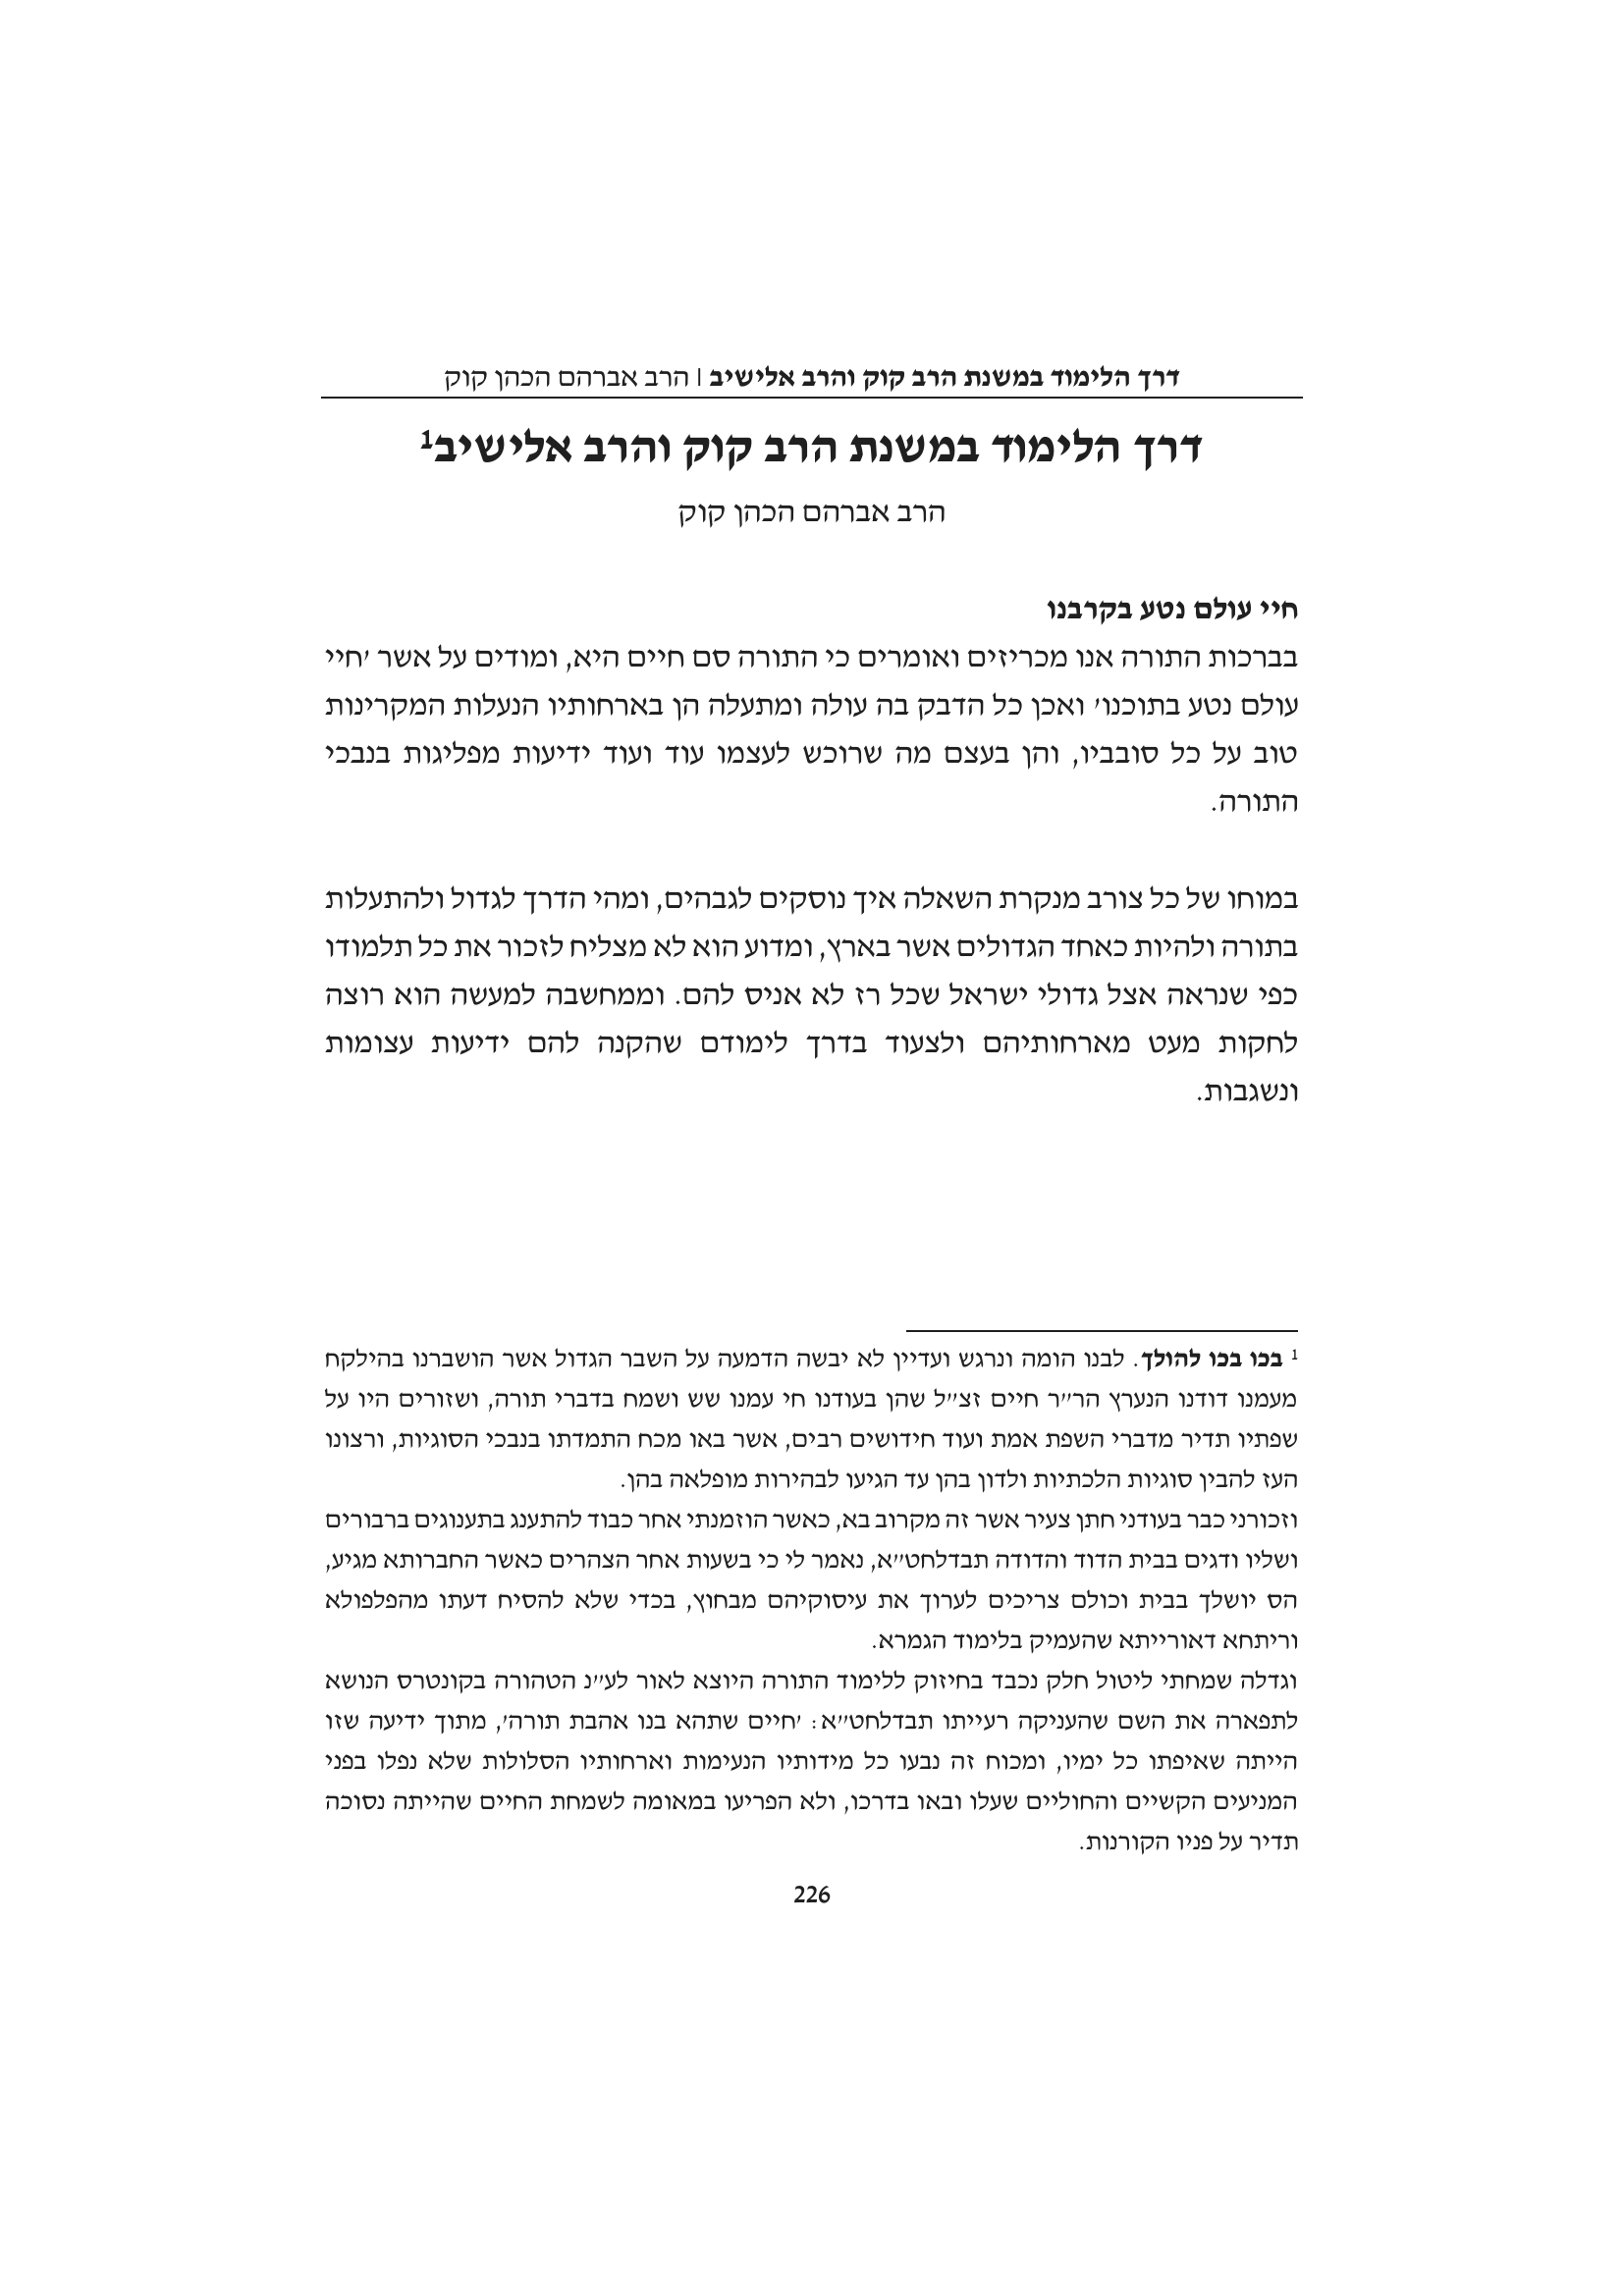 דרך הלימוד במשנת הרב קוק והרב אלישיב | הרב אברהם הכהן קוק
דרך הלימוד במשנת הרב קוק והרב אלישיב¹
הרב אברהם הכהן קוק
חיי עולם נטע בקרבנו
בברכות התורה אנו מכריזים ואומרים כי התורה סם חיים היא, ומודים על אשר 'חיי
עולם נטע בתוכנו' ואכן כל הדבק בה עולה ומתעלה הן בארחותיו הנעלות המקרינות
טוב על כל סובביו, והן בעצם מה שרוכש לעצמו עוד ועוד ידיעות מפליגות בנבכי
התורה.
במוחו של כל צורב מנקרת השאלה איך נוסקים לגבהים, ומהי הדרך לגדול ולהתעלות
בתורה ולהיות כאחד הגדולים אשר בארץ, ומדוע הוא לא מצליח לזכור את כל תלמודו
כפי שנראה אצל גדולי ישראל שכל רז לא אניס להם. וממחשבה למעשה הוא רוצה
לחקות מעט מארחותיהם ולצעוד בדרך לימודם שהקנה להם ידיעות עצומות
ונשגבות.
¹ בכו בכו להולך. לבנו הומה ונרגש ועדיין לא יבשה הדמעה על השבר הגדול אשר הושברנו בהילקח
מעמנו דודנו הנערץ הר"ר חיים זצ"ל שהן בעודנו חי עמנו שש ושמח בדברי תורה, ושזורים היו על
שפתיו תדיר מדברי השפת אמת ועוד חידושים רבים, אשר באו מכח התמדתו בנבכי הסוגיות, ורצונו
העז להבין סוגיות הלכתיות ולדון בהן עד הגיעו לבהירות מופלאה בהן.
וזכורני כבר בעודני חתן צעיר אשר זה מקרוב בא, כאשר הוזמנתי אחר כבוד להתענג בתענוגים ברבורים
ושליו ודגים בבית הדוד והדודה תבדלחט"א, נאמר לי כי בשעות אחר הצהרים כאשר החברותא מגיע,
הס יושלך בבית וכולם צריכים לערוך את עיסוקיהם מבחוץ, בכדי שלא להסיח דעתו מהפלפולא
וריתחא דאורייתא שהעמיק בלימוד הגמרא.
וגדלה שמחתי ליטול חלק נכבד בחיזוק ללימוד התורה היוצא לאור לע"נ הטהורה בקונטרס הנושא
לתפארה את השם שהעניקה רעייתו תבדלחט"א: 'חיים שתהא בנו אהבת תורה', מתוך ידיעה שזו
הייתה שאיפתו כל ימיו, ומכוח זה נבעו כל מידותיו הנעימות וארחותיו הסלולות שלא נפלו בפני
המניעים הקשיים והחוליים שעלו ובאו בדרכו, ולא הפריעו במאומה לשמחת החיים שהייתה נסוכה
תדיר על פניו הקורנות.
226